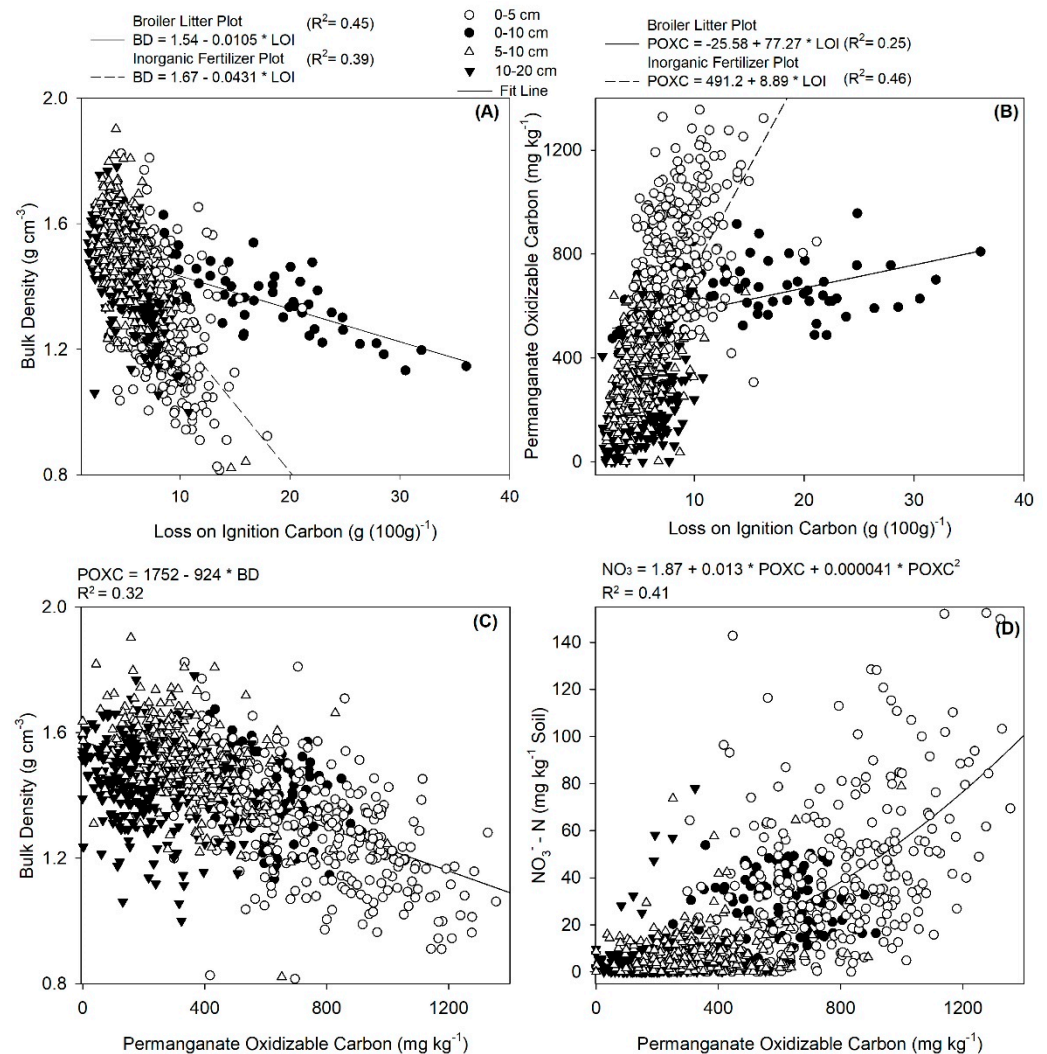 Broiler Litter Plot (R² = 0.45)
BD = 1.54 - 0.0105 * LOI
Inorganic Fertilizer Plot (R² = 0.39)
BD = 1.67 - 0.0431 * LOI
0-5 cm
0-10 cm
5-10 cm
10-20 cm
Fit Line
Broiler Litter Plot
POXC = -25.58 + 77.27 * LOI (R² = 0.25)
Inorganic Fertilizer Plot
POXC = 491.2 + 8.89 * LOI (R² = 0.46)
(A)
Bulk Density (g cm⁻³)
2.0
1.6
1.2
0.8
10 20 30 40
Loss on Ignition Carbon (g (100g)⁻¹
(B)
Permanganate Oxidizable Carbon (mg kg⁻¹)
1200
800
400
0
10 20 30 40
Loss on Ignition Carbon (g (100g)⁻¹
POXC = 1752 - 924 * BD
R² = 0.32
(C)
Bulk Density (g cm⁻³)
2.0
1.6
1.2
0.8
0 400 800 1200
Permanganate Oxidizable Carbon (mg kg⁻¹)
NO₃ = 1.87 + 0.013 * POXC + 0.000041 * POXC²
R² = 0.41
(D)
NO₃⁻ - N (mg kg⁻¹ Soil)
140
120
100
80
60
40
20
0
0 400 800 1200
Permanganate Oxidizable Carbon (mg kg⁻¹)